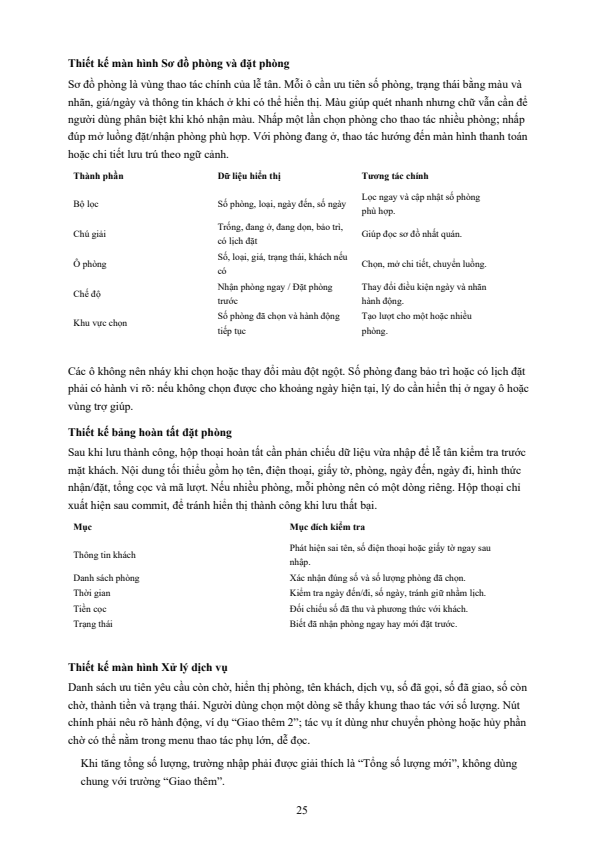 Thiết kế màn hình Sơ đồ phòng và đặt phòng
Sơ đồ phòng là vùng thao tác chính của lễ tân. Mỗi ô cần ưu tiên số phòng, trạng thái bằng màu và
nhãn, giá/ngày và thông tin khách ở khi có thể hiển thị. Màu giúp quét nhanh nhưng chữ vẫn cần để
người dùng phân biệt khi khó nhận màu. Nhấp một lần chọn phòng cho thao tác nhiều phòng; nhấp
đúp mở luồng đặt/nhận phòng phù hợp. Với phòng đang ở, thao tác hướng đến màn hình thanh toán
hoặc chi tiết lưu trú theo ngữ cảnh.
Thành phần Dữ liệu hiển thị Tương tác chính
Bộ lọc Số phòng, loại, ngày đến, số ngày Lọc ngay và cập nhật số phòng
phù hợp.
Chú giải Trống, đang ở, đang dọn, bảo trì,
có lịch đặt Giúp đọc sơ đồ nhất quán.
Ô phòng Số, loại, giá, trạng thái, khách nếu
có Chọn, mở chi tiết, chuyển luồng.
Chế độ Nhận phòng ngay / Đặt phòng
trước Thay đổi điều kiện ngày và nhãn
hành động.
Khu vực chọn Số phòng đã chọn và hành động
tiếp tục Tạo lượt cho một hoặc nhiều
phòng.
Các ô không nên nháy khi chọn hoặc thay đổi màu đột ngột. Số phòng đang bảo trì hoặc có lịch đặt
phải có hành vi rõ: nếu không chọn được cho khoảng ngày hiện tại, lý do cần hiển thị ở ngay ô hoặc
vùng trợ giúp.
Thiết kế bảng hoàn tất đặt phòng
Sau khi lưu thành công, hộp thoại hoàn tất cần phản chiếu dữ liệu vừa nhập để lễ tân kiểm tra trước
mặt khách. Nội dung tối thiểu gồm họ tên, điện thoại, giấy tờ, phòng, ngày đến, ngày đi, hình thức
nhận/đặt, tổng cọc và mã lượt. Nếu nhiều phòng, mỗi phòng nên có một dòng riêng. Hộp thoại chỉ
xuất hiện sau commit, để tránh hiển thị thành công khi lưu thất bại.
Mục Mục đích kiểm tra
Thông tin khách Phát hiện sai tên, số điện thoại hoặc giấy tờ ngay sau
nhập.
Danh sách phòng Xác nhận đúng số và số lượng phòng đã chọn.
Thời gian Kiểm tra ngày đến/đi, số ngày, tránh giữ nhầm lịch.
Tiền cọc Đối chiếu số đã thu và phương thức với khách.
Trạng thái Biết đã nhận phòng ngay hay mới đặt trước.
Thiết kế màn hình Xử lý dịch vụ
Danh sách ưu tiên yêu cầu còn chờ, hiển thị phòng, tên khách, dịch vụ, số đã gọi, số đã giao, số còn
chờ, thành tiền và trạng thái. Người dùng chọn một dòng sẽ thấy khung thao tác với số lượng. Nút
chính phải nêu rõ hành động, ví dụ “Giao thêm 2”; tác vụ ít dùng như chuyển phòng hoặc hủy phần
chờ có thể nằm trong menu thao tác phụ lớn, dễ đọc.
Khi tăng tổng số lượng, trường nhập phải được giải thích là “Tổng số lượng mới”, không dùng
chung với trường “Giao thêm”.
25